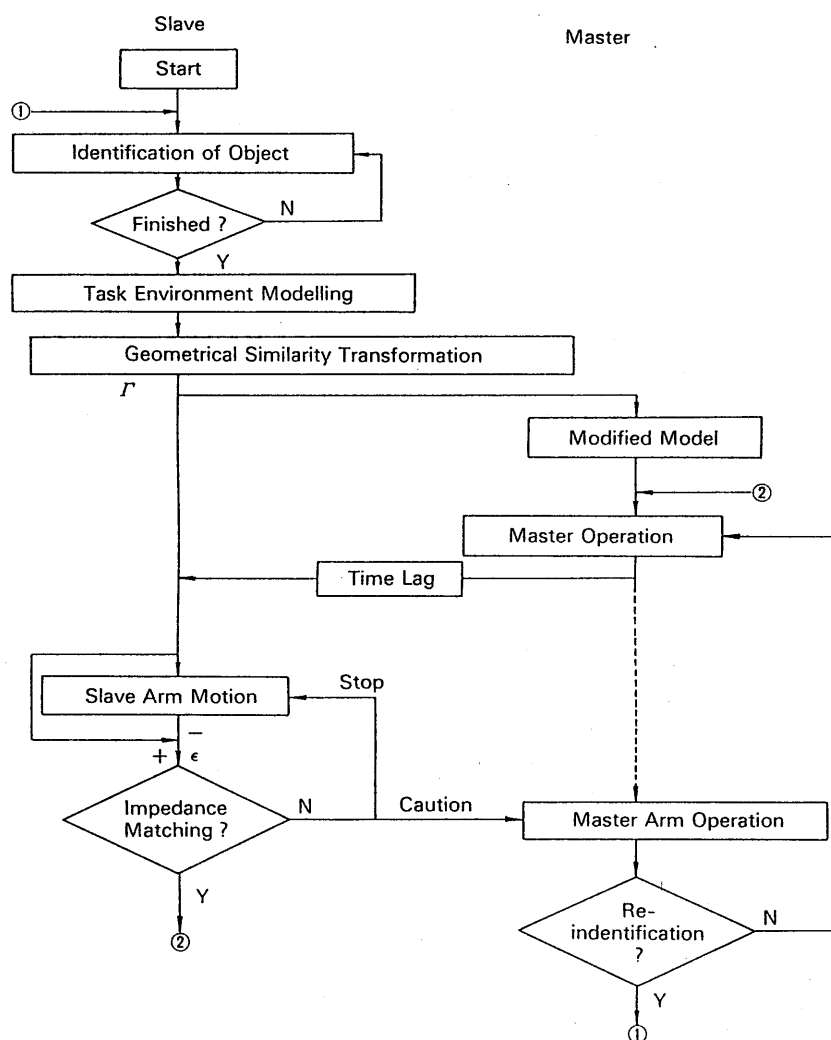 Slave
Master
Start
①
Identification of Object
Finished ?
N
Y
Task Environment Modelling
Geometrical Similarity Transformation
Γ
Modified Model
②
Master Operation
Time Lag
Slave Arm Motion
Stop
−
+ ϵ
Impedance
Matching ?
N
Caution
Master Arm Operation
Y
②
Re-
indentification
?
N
Y
①